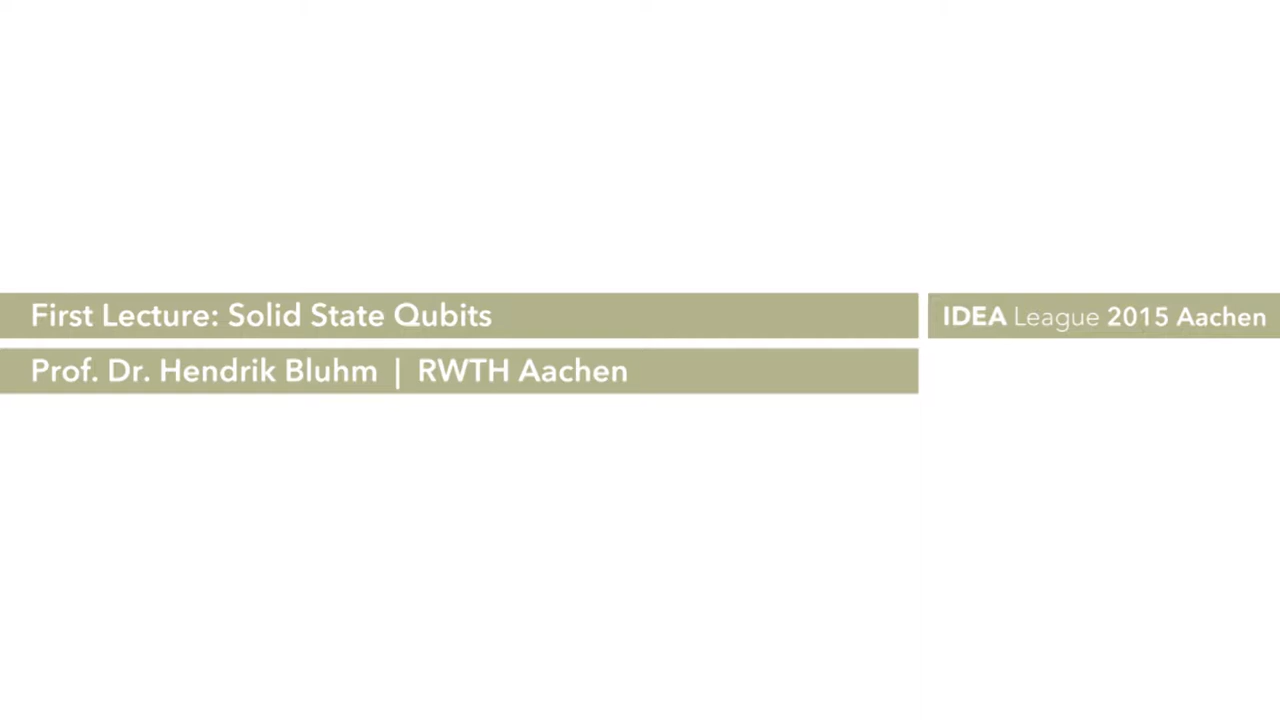 First Lecture: Solid State Qubits
IDEA League 2015 Aachen
Prof. Dr. Hendrik Bluhm | RWTH Aachen